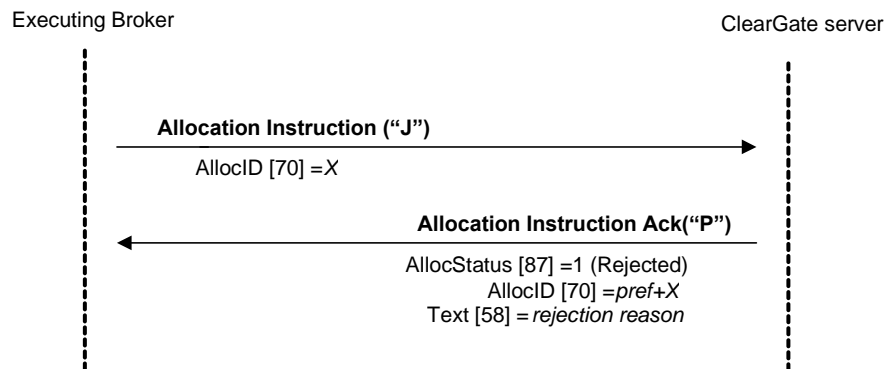 Executing Broker
ClearGate server
Allocation Instruction (“J”)
AllocID [70] =X
Allocation Instruction Ack(“P”)
AllocStatus [87] =1 (Rejected)
AllocID [70] =pref+X
Text [58] = rejection reason